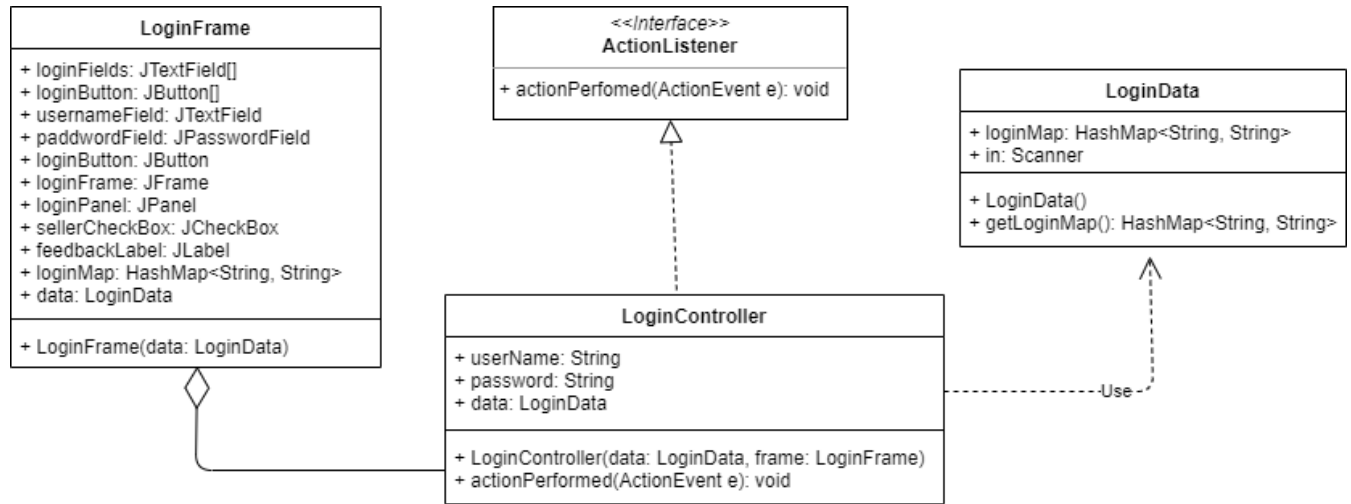 LoginFrame
+ loginFields: JTextField[]
+ loginButton: JButton[]
+ usernameField: JTextField
+ paddwordField: JPasswordField
+ loginButton: JButton
+ loginFrame: JFrame
+ loginPanel: JPanel
+ sellerCheckBox: JCheckBox
+ feedbackLabel: JLabel
+ loginMap: HashMap<String, String>
+ data: LoginData
+ LoginFrame(data: LoginData)
<<Interface>>
ActionListener
+ actionPerfomed(ActionEvent e): void
LoginData
+ loginMap: HashMap<String, String>
+ in: Scanner
+ LoginData()
+ getLoginMap(): HashMap<String, String>
LoginController
+ userName: String
+ password: String
+ data: LoginData
+ LoginController(data: LoginData, frame: LoginFrame)
+ actionPerformed(ActionEvent e): void
Use